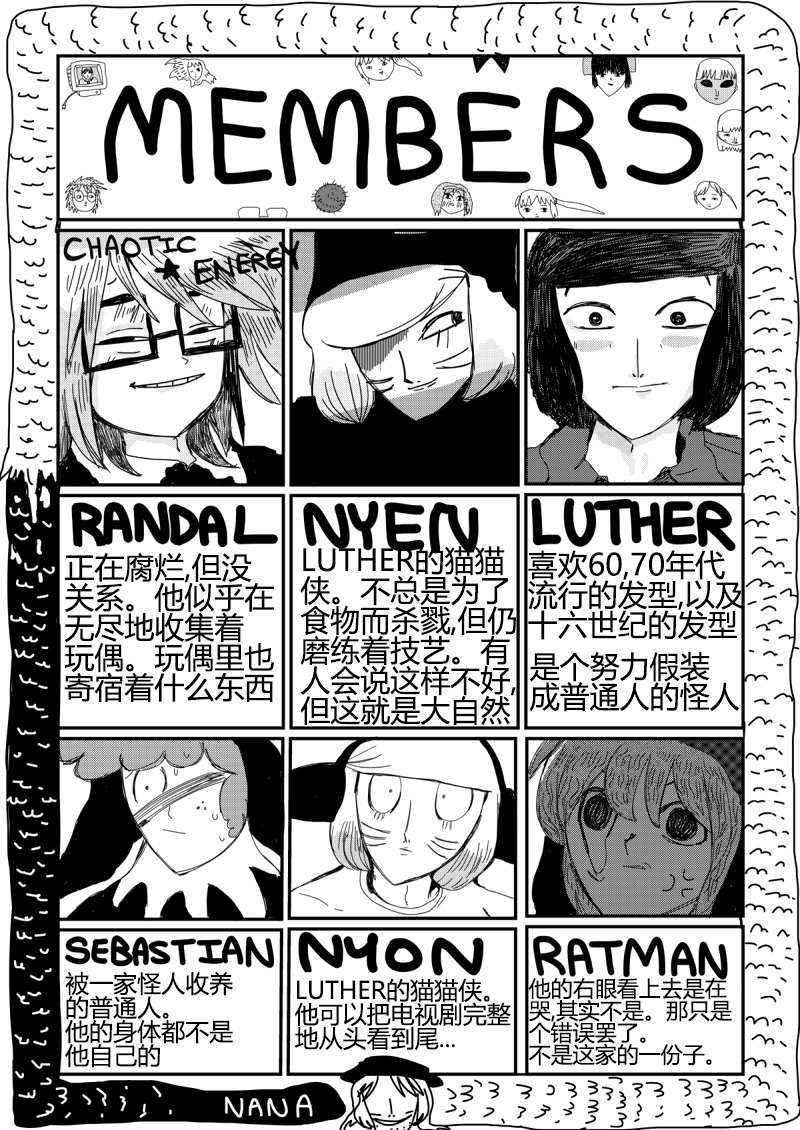 MEMBERS
CHAOTIC
★ ENERGY
RANDAL
正在腐烂,但没
关系。他似乎在
无尽地收集着
玩偶。玩偶里也
寄宿着什么东西
NYEN
LUTHER的猫猫
侠。不总是为了
食物而杀戮,但仍
磨练着技艺。有
人会说这样不好,
但这就是大自然
LUTHER
喜欢60,70年代
流行的发型,以及
十六世纪的发型
是个努力假装
成普通人的怪人
SEBASTIAN
被一家怪人收养
的普通人。
他的身体都不是
他自己的
NYON
LUTHER的猫猫侠。
他可以把电视剧完整
地从头看到尾...
RATMAN
他的右眼看上去是在
哭,其实不是。那只是
个错误罢了。
不是这家的一份子。
NANA